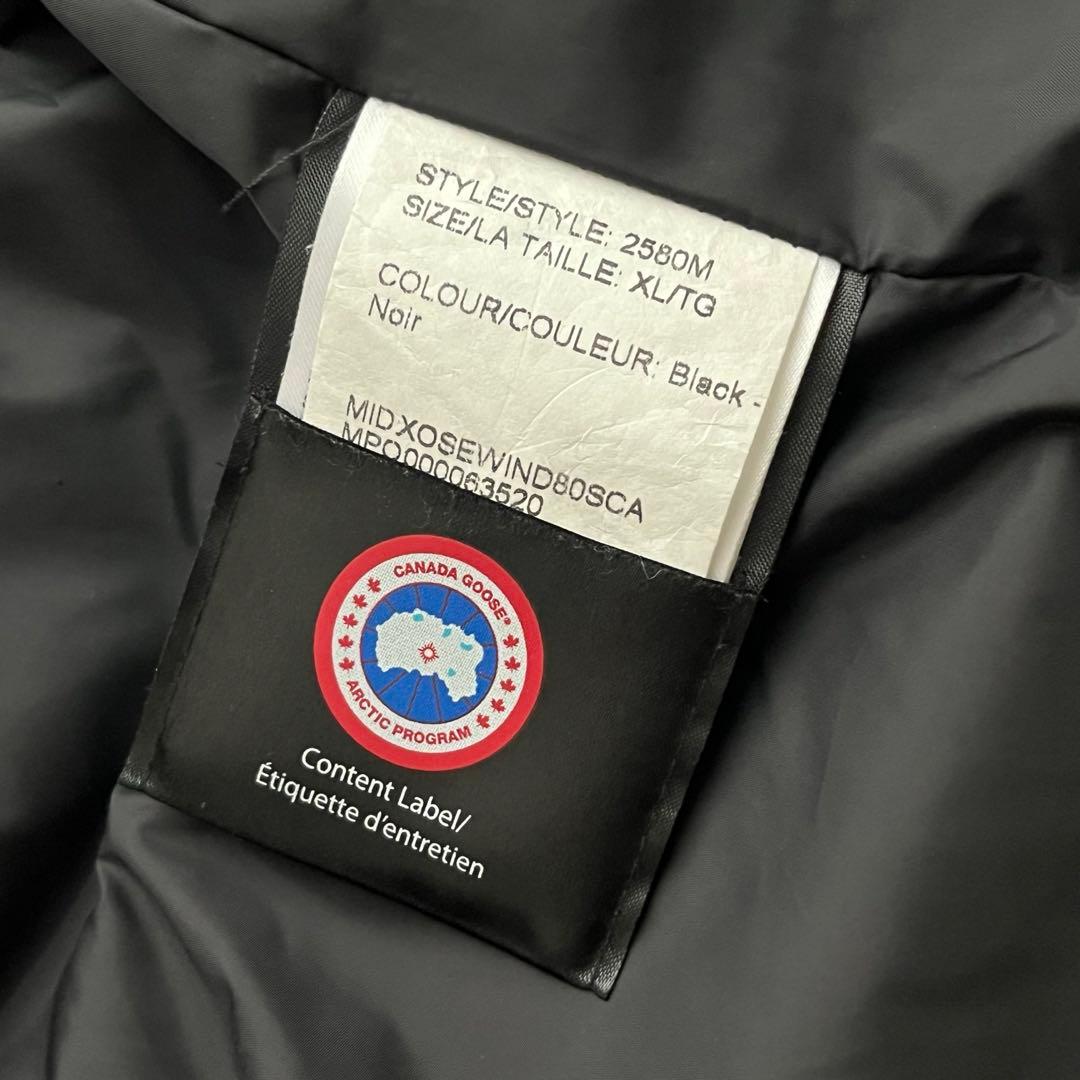 STYLE/STYLE: 2580M
SIZE/LA TAILLE: XL/TG
COLOUR/COULEUR: Black -
Noir
MIDXOSEWIND80SCA
MPO000063520
CANADA GOOSE®
ARCTIC PROGRAM
Content Label/
Étiquette d'entretien